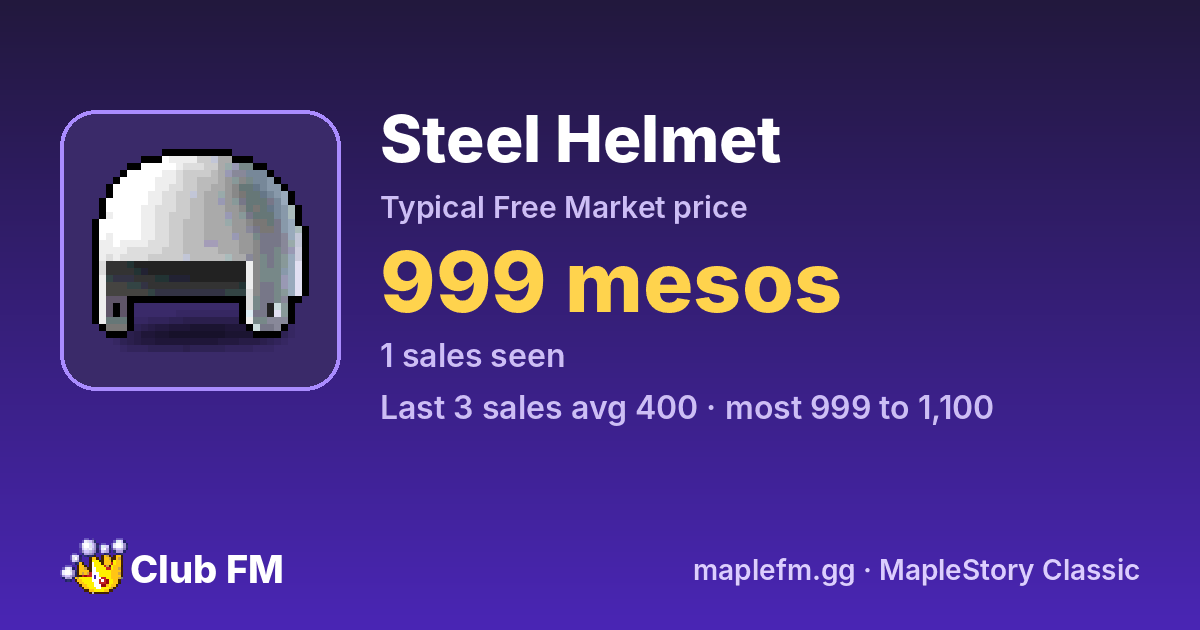 Steel Helmet
Typical Free Market price
999 mesos
1 sales seen
Last 3 sales avg 400 · most 999 to 1,100
Club FM
maplefm.gg · MapleStory Classic